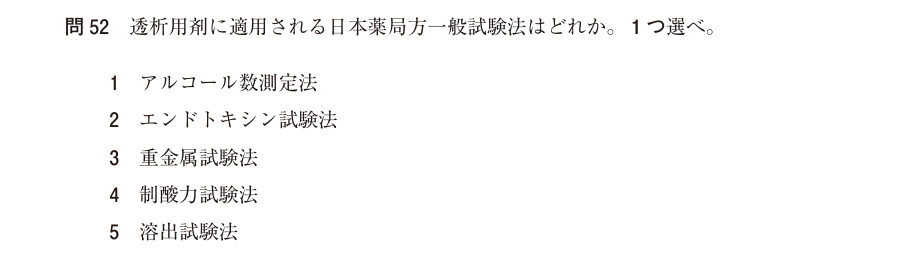 問 52 透析用剤に適用される日本薬局方一般試験法はどれか。1つ選べ。
1 アルコール数測定法
2 エンドトキシン試験法
3 重金属試験法
4 制酸力試験法
5 溶出試験法